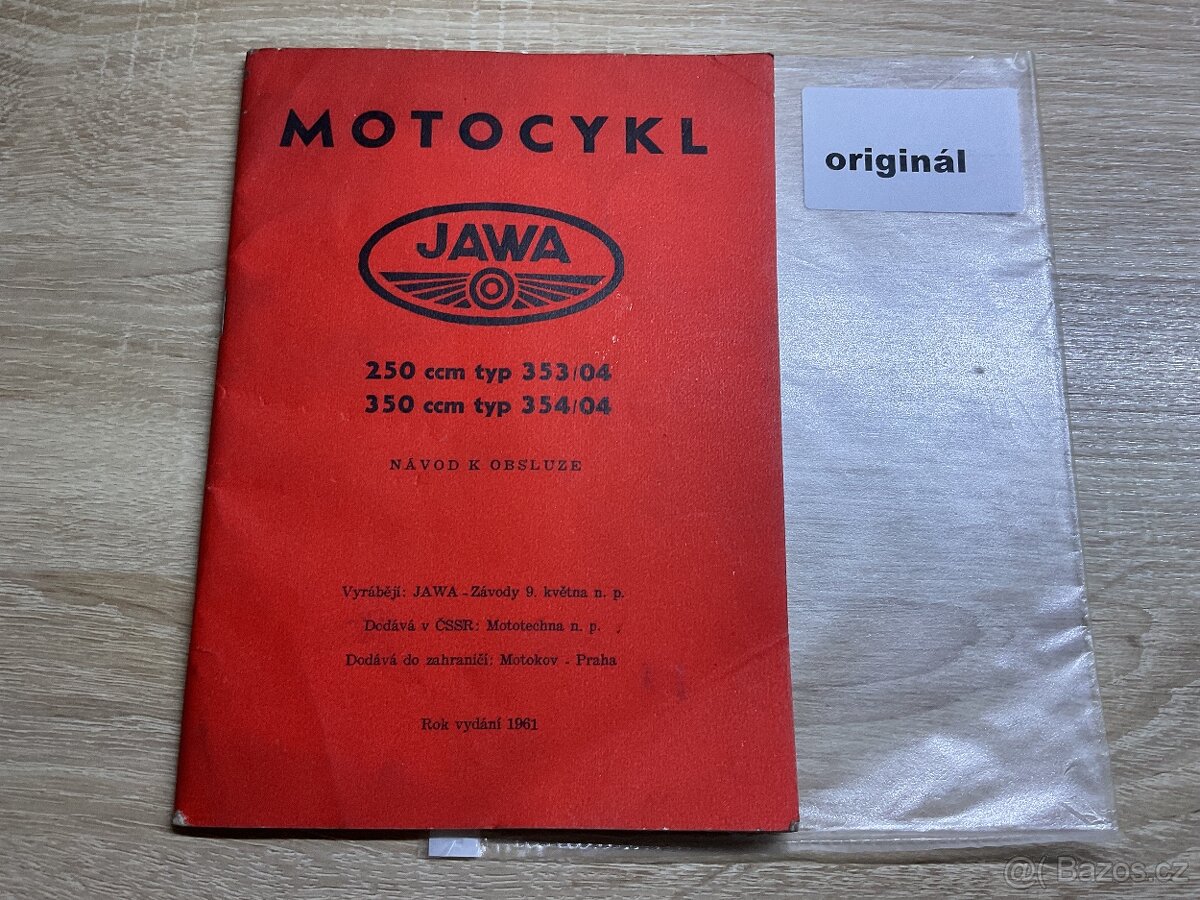 MOTOCYKL
JAWA
250 ccm typ 353/04
350 ccm typ 354/04
NÁVOD K OBSLUZE
Vyrábějí: JAWA - Závody 9. května n. p.
Dodává v ČSSR: Mototechna n. p.
Dodává do zahraničí: Motokov - Praha
Rok vydání 1961
originál
@( Bazos.cz